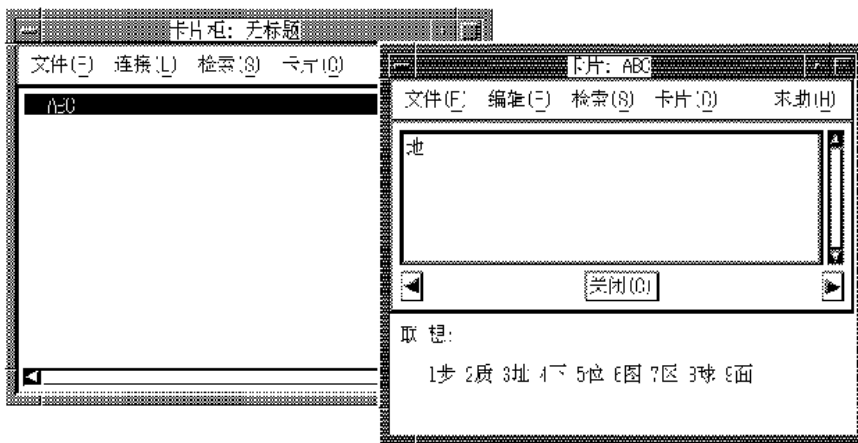 卡片柜: 无标题
文件(F) 连接(L) 检索(S) 卡片(C)
ABC
卡片: ABC
文件(F) 编辑(E) 检索(S) 卡片(C) 求助(H)
地
关闭(C)
联 想:
1步 2质 3址 4下 5位 6图 7区 8球 9面